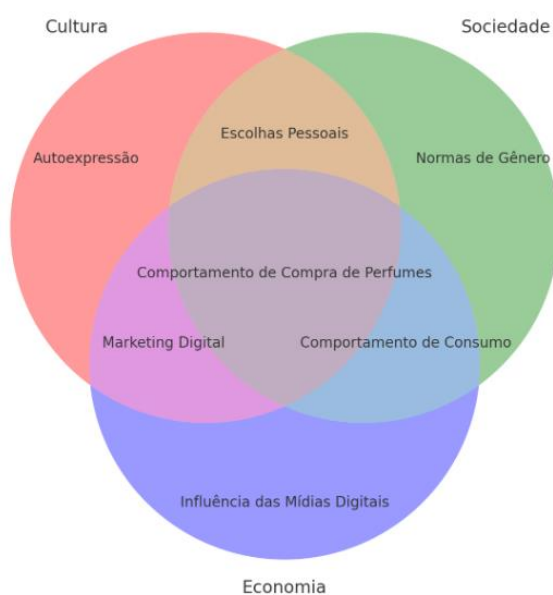 Cultura
Sociedade
Escolhas Pessoais
Autoexpressão
Normas de Gênero
Comportamento de Compra de Perfumes
Marketing Digital
Comportamento de Consumo
Influência das Mídias Digitais
Economia